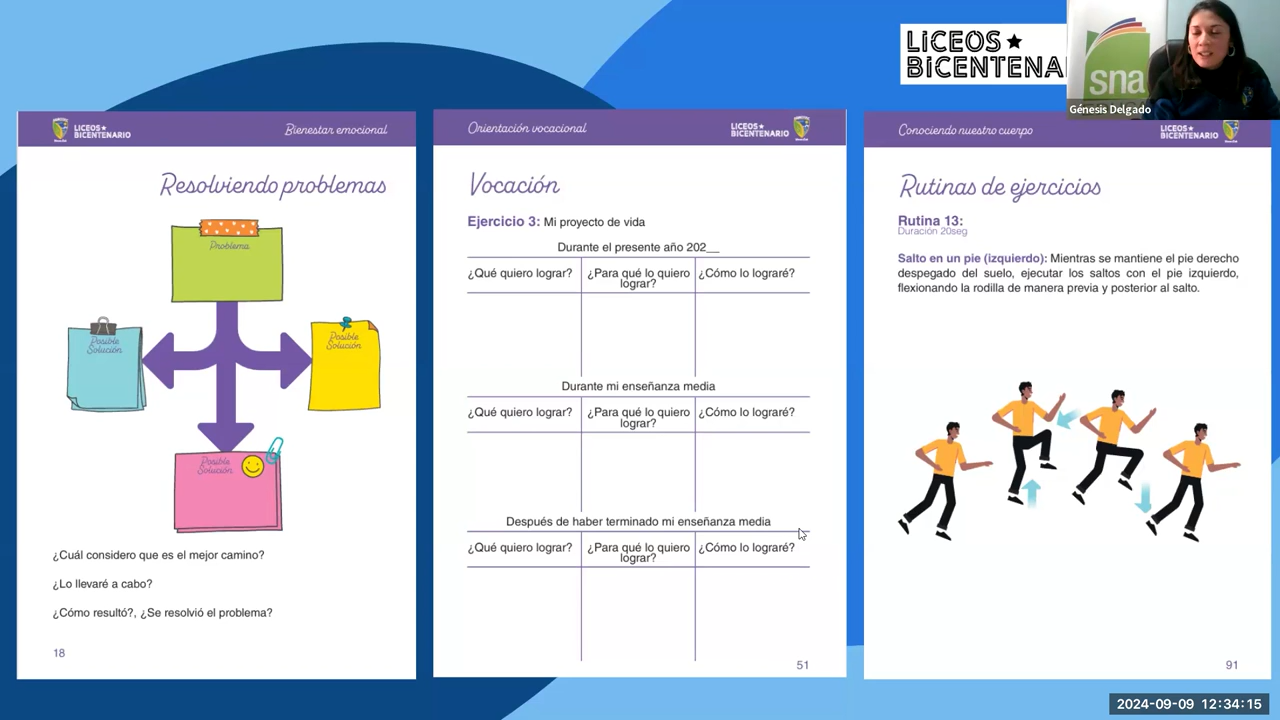 LiCEOS
BiCENTENA
sna
Génesis Delgado
LICEOS
BICENTENARIO
Bienestar emocional
Resolviendo problemas
Problema
Posible
Solución
Posible
Solución
Posible
Solución
¿Cuál considero que es el mejor camino?
¿Lo llevaré a cabo?
¿Cómo resultó?, ¿Se resolvió el problema?
18
Orientación vocacional
LICEOS
BICENTENARIO
Vocación
Ejercicio 3: Mi proyecto de vida
Durante el presente año 202__
¿Qué quiero lograr? ¿Para qué lo quiero ¿Cómo lo lograré?
lograr?
Durante mi enseñanza media
¿Qué quiero lograr? ¿Para qué lo quiero ¿Cómo lo lograré?
lograr?
Después de haber terminado mi enseñanza media
¿Qué quiero lograr? ¿Para qué lo quiero ¿Cómo lo lograré?
lograr?
51
Conociendo nuestro cuerpo
LICEOS
BICENTENARIO
Rutinas de ejercicios
Rutina 13:
Duración 20seg
Salto en un pie (izquierdo): Mientras se mantiene el pie derecho
despegado del suelo, ejecutar los saltos con el pie izquierdo,
flexionando la rodilla de manera previa y posterior al salto.
91
2024-09-09 12:34:15